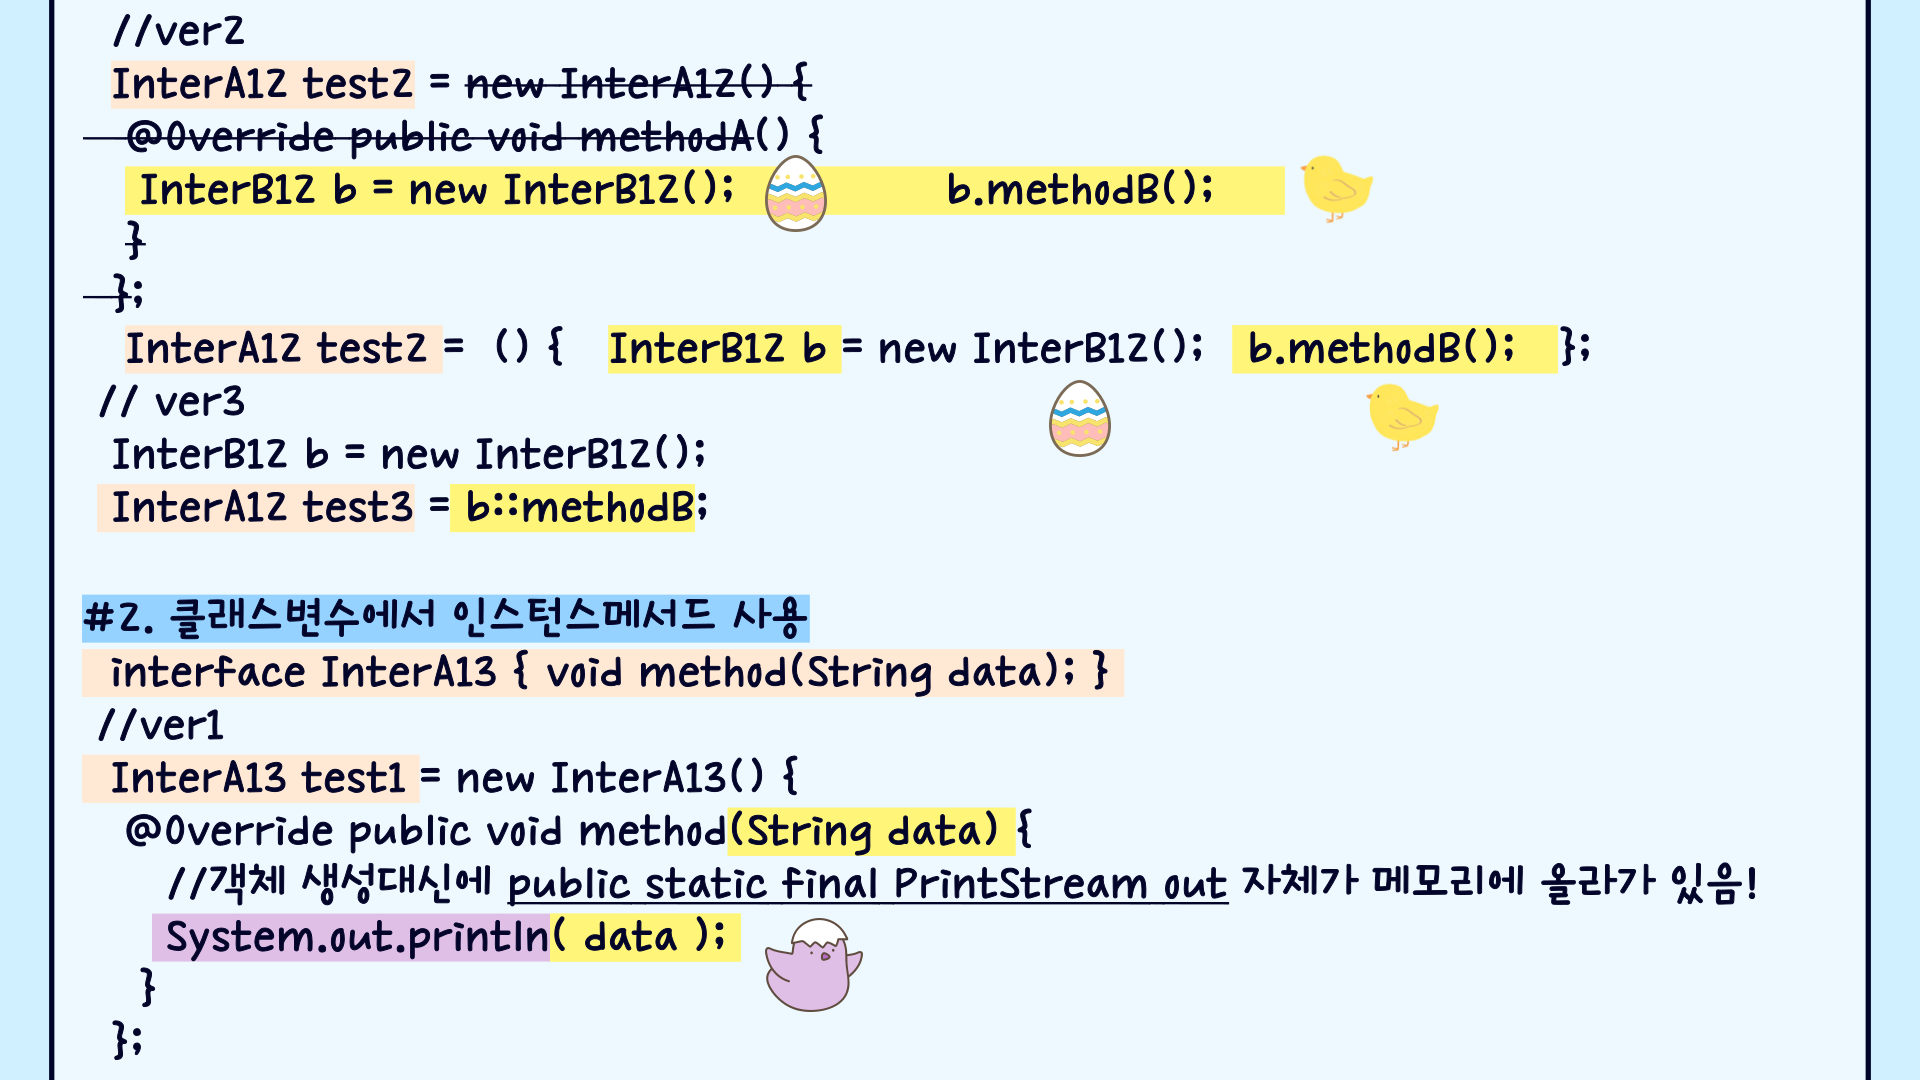 //ver2
InterA12 test2 = new InterA12() {
@Override public void methodA() {
InterB12 b = new InterB12(); b.methodB();
}
};
InterA12 test2 = () { InterB12 b = new InterB12(); b.methodB(); };
// ver3
InterB12 b = new InterB12();
InterA12 test3 = b::methodB;
#2. 클래스변수에서 인스턴스메서드 사용
interface InterA13 { void method(String data); }
//ver1
InterA13 test1 = new InterA13() {
@Override public void method(String data) {
//객체 생성대신에 public static final PrintStream out 자체가 메모리에 올라가 있음!
System.out.println( data );
}
};